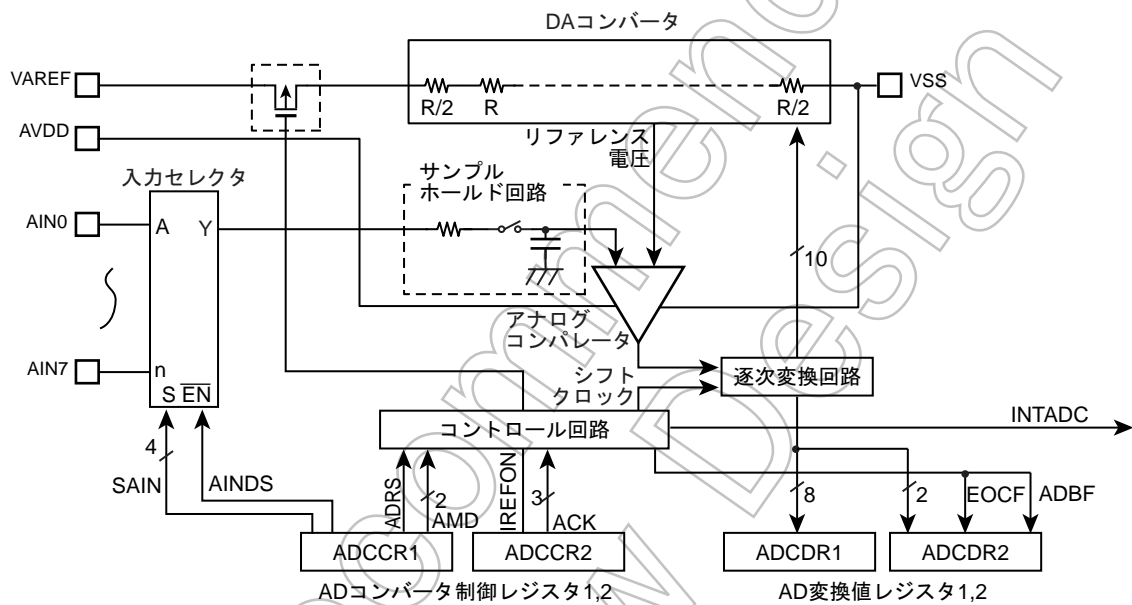 DAコンバータ
VAREF
R/2
R
R/2
VSS
AVDD
リファレンス
電圧
入力セレクタ
サンプル
ホールド回路
AIN0
A
Y
10
アナログ
コンパレータ
AIN7
n
S EN
シフト
クロック
逐次変換回路
コントロール回路
INTADC
4
SAIN
AINDS
ADRS
2
AMD
IREFON
3
ACK
8
2
EOCF
ADBF
ADCCR1
ADCCR2
ADCDR1
ADCDR2
ADコンバータ制御レジスタ1,2
AD変換値レジスタ1,2